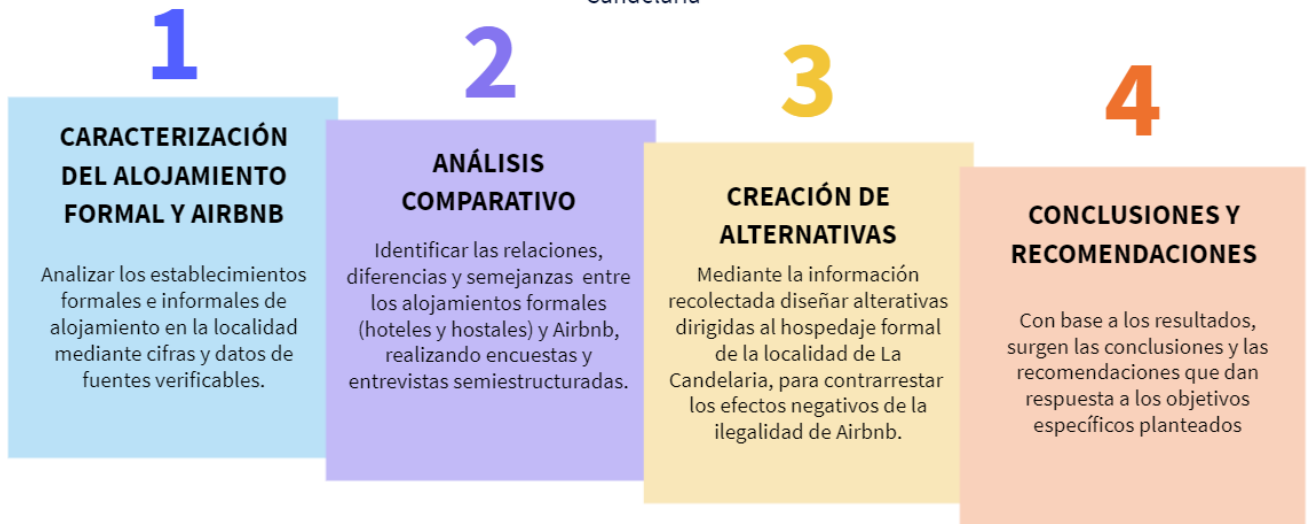 Candelaria
1
CARACTERIZACIÓN
DEL ALOJAMIENTO
FORMAL Y AIRBNB
Analizar los establecimientos
formales e informales de
alojamiento en la localidad
mediante cifras y datos de
fuentes verificables.
2
ANÁLISIS
COMPARATIVO
Identificar las relaciones,
diferencias y semejanzas entre
los alojamientos formales
(hoteles y hostales) y Airbnb,
realizando encuestas y
entrevistas semiestructuradas.
3
CREACIÓN DE
ALTERNATIVAS
Mediante la información
recolectada diseñar alterativas
dirigidas al hospedaje formal
de la localidad de La
Candelaria, para contrarrestar
los efectos negativos de la
ilegalidad de Airbnb.
4
CONCLUSIONES Y
RECOMENDACIONES
Con base a los resultados,
surgen las conclusiones y las
recomendaciones que dan
respuesta a los objetivos
específicos planteados